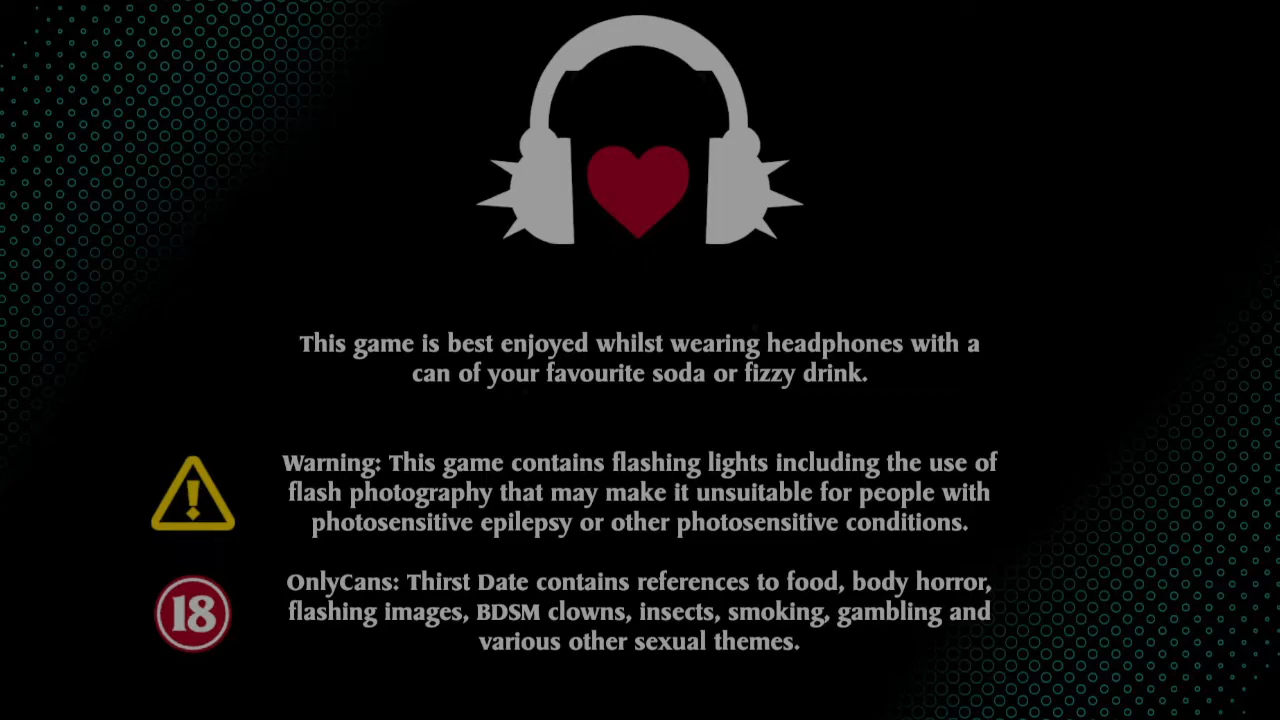 This game is best enjoyed whilst wearing headphones with a
can of your favourite soda or fizzy drink.
Warning: This game contains flashing lights including the use of
flash photography that may make it unsuitable for people with
photosensitive epilepsy or other photosensitive conditions.
18
OnlyCans: Thirst Date contains references to food, body horror,
flashing images, BDSM clowns, insects, smoking, gambling and
various other sexual themes.